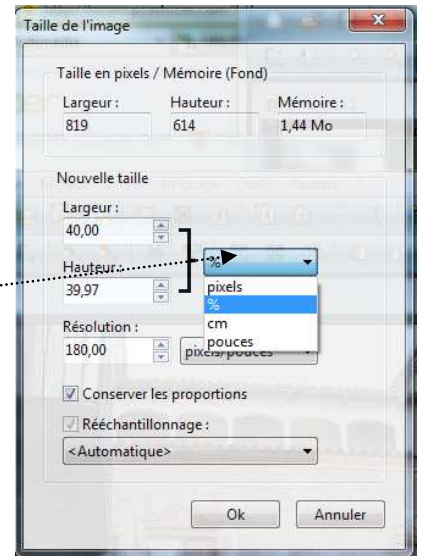 Taille de l'image
Taille en pixels / Mémoire (Fond)
Largeur : Hauteur : Mémoire :
819 614 1,44 Mo
Nouvelle taille
Largeur :
40,00
Hauteur :
%
39,97
pixels
%
cm
pouces
Résolution :
180,00 pixels/pouces
Conserver les proportions
Rééchantillonnage :
<Automatique>
Ok Annuler